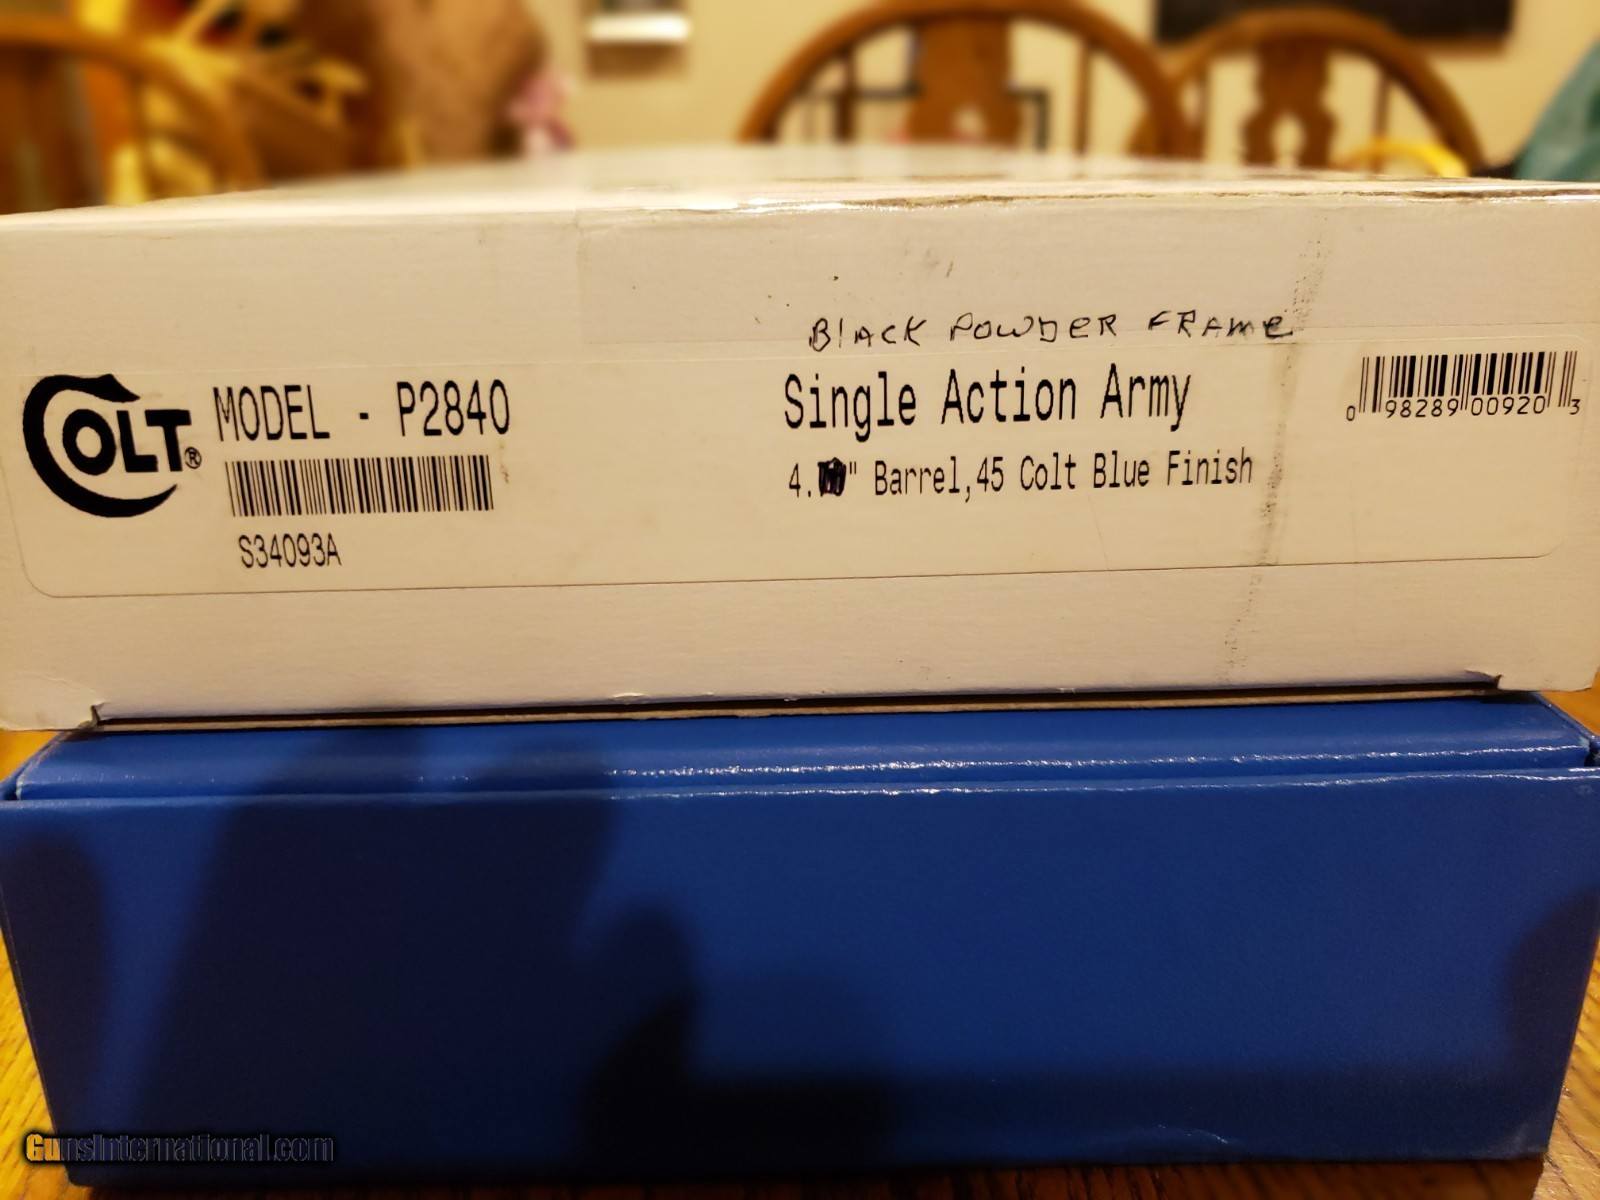 BlACK POWDER FRAME
COLT®
MODEL - P2840
Single Action Army
0 98289 00920 3
4." Barrel,45 Colt Blue Finish
S34093A
GunsInternational.com